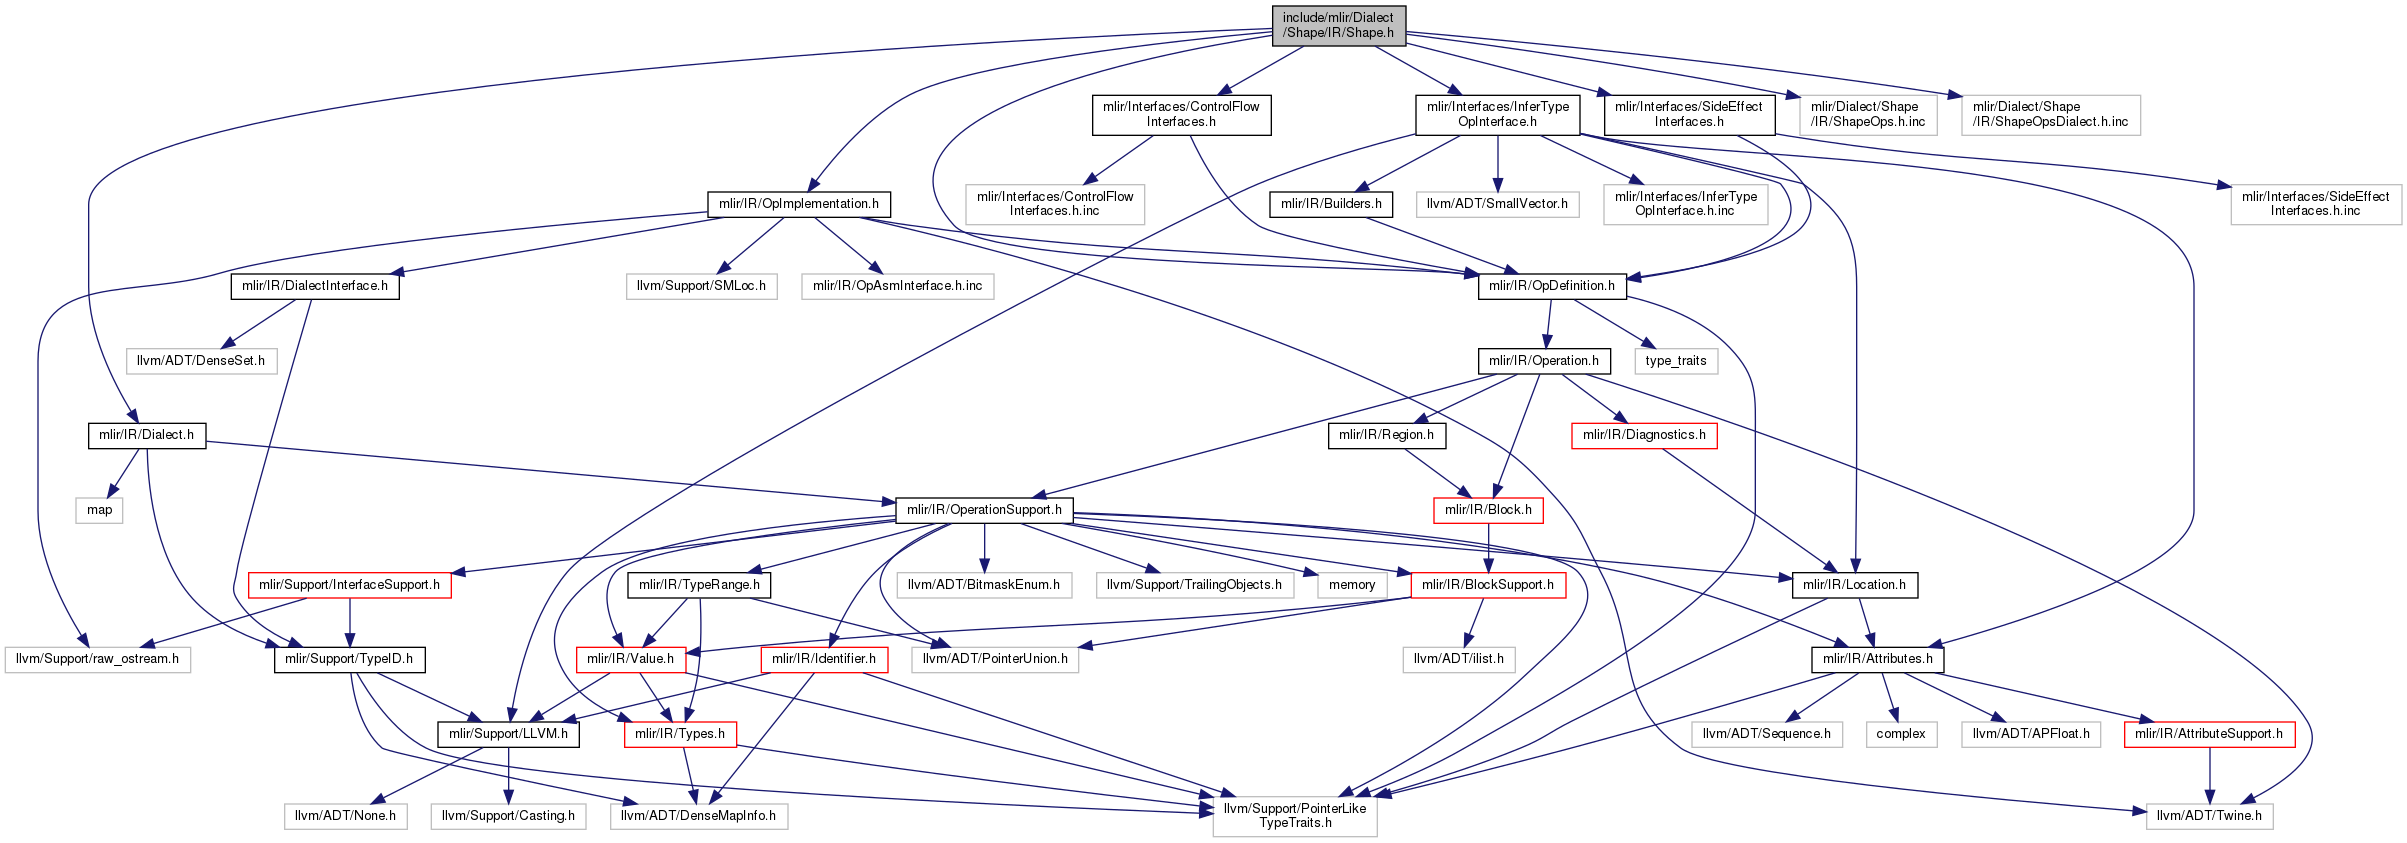 include/mlir/Dialect
/Shape/IR/Shape.h
mlir/Interfaces/ControlFlow
Interfaces.h
mlir/Interfaces/InferType
OpInterface.h
mlir/Interfaces/SideEffect
Interfaces.h
mlir/Dialect/Shape
/IR/ShapeOps.h.inc
mlir/Dialect/Shape
/IR/ShapeOpsDialect.h.inc
mlir/IR/OpImplementation.h
mlir/Interfaces/ControlFlow
Interfaces.h.inc
mlir/IR/Builders.h
llvm/ADT/SmallVector.h
mlir/Interfaces/InferType
OpInterface.h.inc
mlir/Interfaces/SideEffect
Interfaces.h.inc
mlir/IR/DialectInterface.h
llvm/Support/SMLoc.h
mlir/IR/OpAsmInterface.h.inc
mlir/IR/OpDefinition.h
llvm/ADT/DenseSet.h
mlir/IR/Operation.h
type_traits
mlir/IR/Dialect.h
mlir/IR/Region.h
mlir/IR/Diagnostics.h
map
mlir/IR/OperationSupport.h
mlir/IR/Block.h
mlir/Support/InterfaceSupport.h
mlir/IR/TypeRange.h
llvm/ADT/BitmaskEnum.h
llvm/Support/TrailingObjects.h
memory
mlir/IR/BlockSupport.h
mlir/IR/Location.h
llvm/Support/raw_ostream.h
mlir/Support/TypeID.h
mlir/IR/Value.h
mlir/IR/Identifier.h
llvm/ADT/PointerUnion.h
llvm/ADT/ilist.h
mlir/IR/Attributes.h
mlir/Support/LLVM.h
mlir/IR/Types.h
llvm/ADT/Sequence.h
complex
llvm/ADT/APFloat.h
mlir/IR/AttributeSupport.h
llvm/ADT/None.h
llvm/Support/Casting.h
llvm/ADT/DenseMapInfo.h
llvm/Support/PointerLike
TypeTraits.h
llvm/ADT/Twine.h